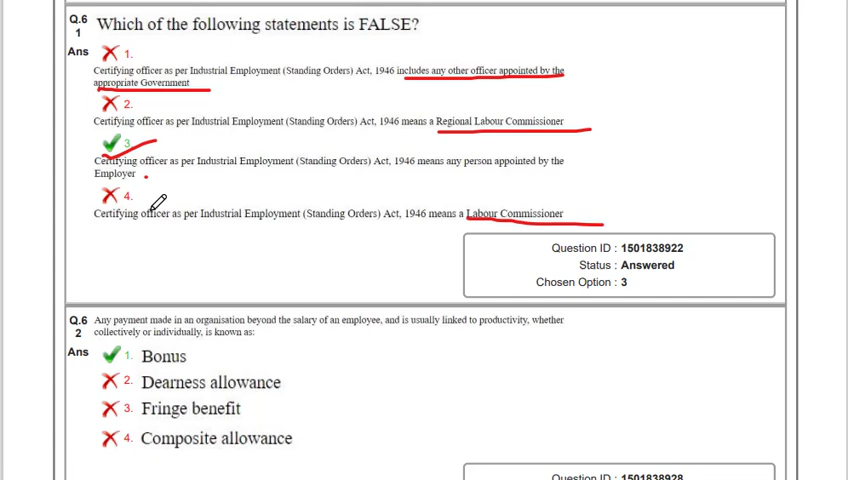 Q.6 Which of the following statements is FALSE?
1
Ans 1.
Certifying officer as per Industrial Employment (Standing Orders) Act, 1946 includes any other officer appointed by the
appropriate Government
2.
Certifying officer as per Industrial Employment (Standing Orders) Act, 1946 means a Regional Labour Commissioner
3.
Certifying officer as per Industrial Employment (Standing Orders) Act, 1946 means any person appointed by the
Employer
4.
Certifying officer as per Industrial Employment (Standing Orders) Act, 1946 means a Labour Commissioner
Question ID : 1501838922
Status : Answered
Chosen Option : 3
Q.6 Any payment made in an organisation beyond the salary of an employee, and is usually linked to productivity, whether
2 collectively or individually, is known as:
Ans 1. Bonus
2. Dearness allowance
3. Fringe benefit
4. Composite allowance
Question ID : 1501838928